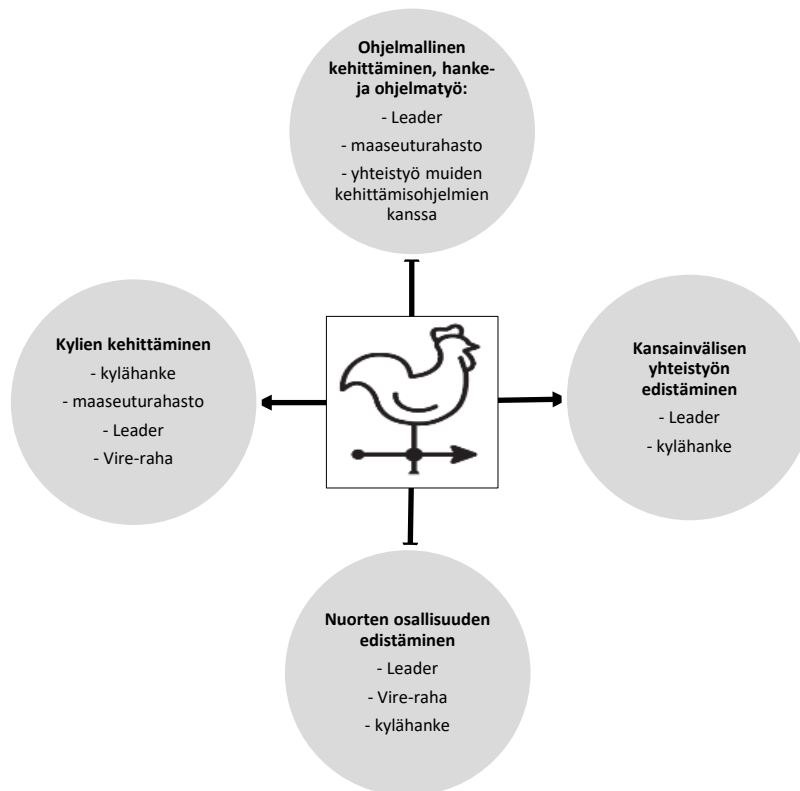 Ohjelmallinen
kehittäminen, hanke-
ja ohjelmatyö:
- Leader
- maaseuturahasto
- yhteistyö muiden
kehittämisohjelmien
kanssa
Kylien kehittäminen
- kylähanke
- maaseuturahasto
- Leader
- Vire-raha
Kansainvälisen
yhteistyön
edistäminen
- Leader
- kylähanke
Nuorten osallisuuden
edistäminen
- Leader
- Vire-raha
- kylähanke